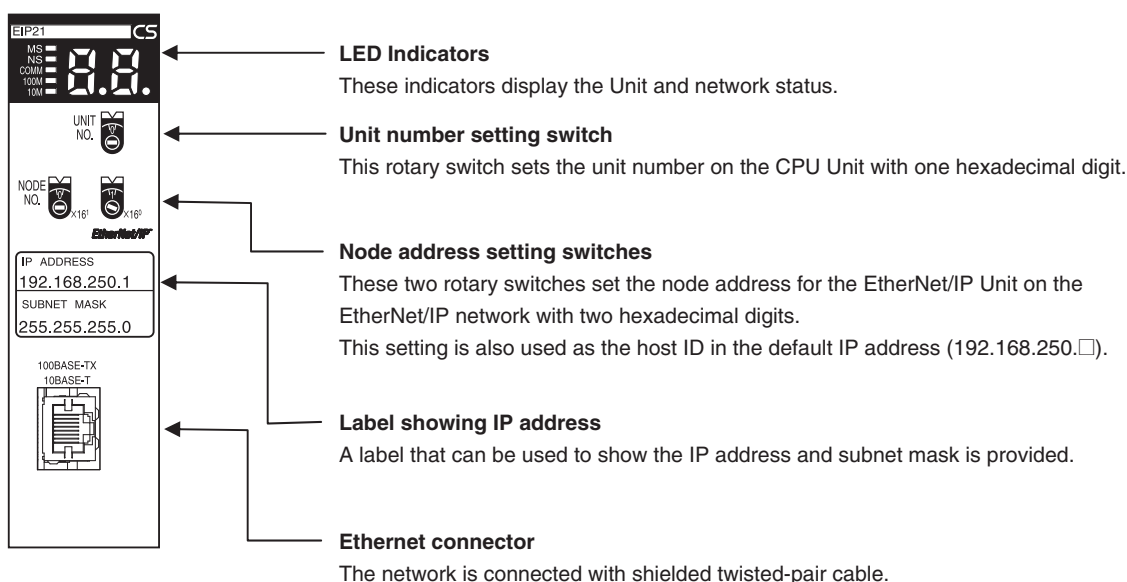 EIP21 CS
MS
NS
COMM
100M
10M
8.8.
UNIT
NO.
NODE
NO.
×16¹
×16⁰
EtherNet/IP
IP ADDRESS
192.168.250.1
SUBNET MASK
255.255.255.0
100BASE-TX
10BASE-T
LED Indicators
These indicators display the Unit and network status.
Unit number setting switch
This rotary switch sets the unit number on the CPU Unit with one hexadecimal digit.
Node address setting switches
These two rotary switches set the node address for the EtherNet/IP Unit on the
EtherNet/IP network with two hexadecimal digits.
This setting is also used as the host ID in the default IP address (192.168.250.□).
Label showing IP address
A label that can be used to show the IP address and subnet mask is provided.
Ethernet connector
The network is connected with shielded twisted-pair cable.